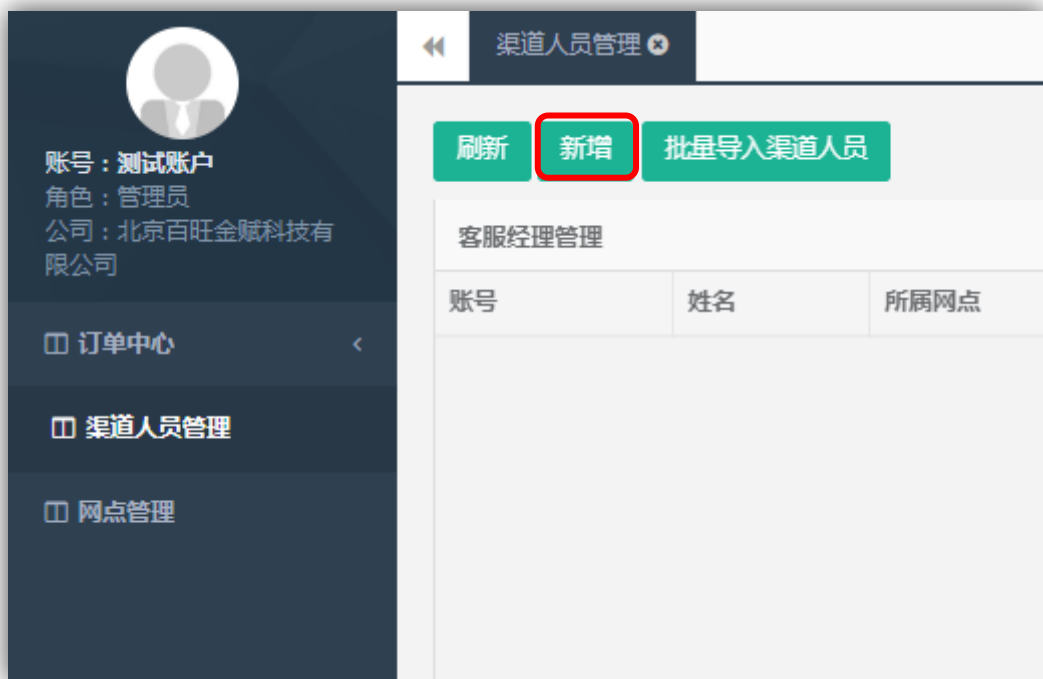 账号：测试账户
角色：管理员
公司：北京百旺金赋科技有
限公司
订单中心
渠道人员管理
网点管理
渠道人员管理
刷新 新增 批量导入渠道人员
客服经理管理
账号 姓名 所属网点